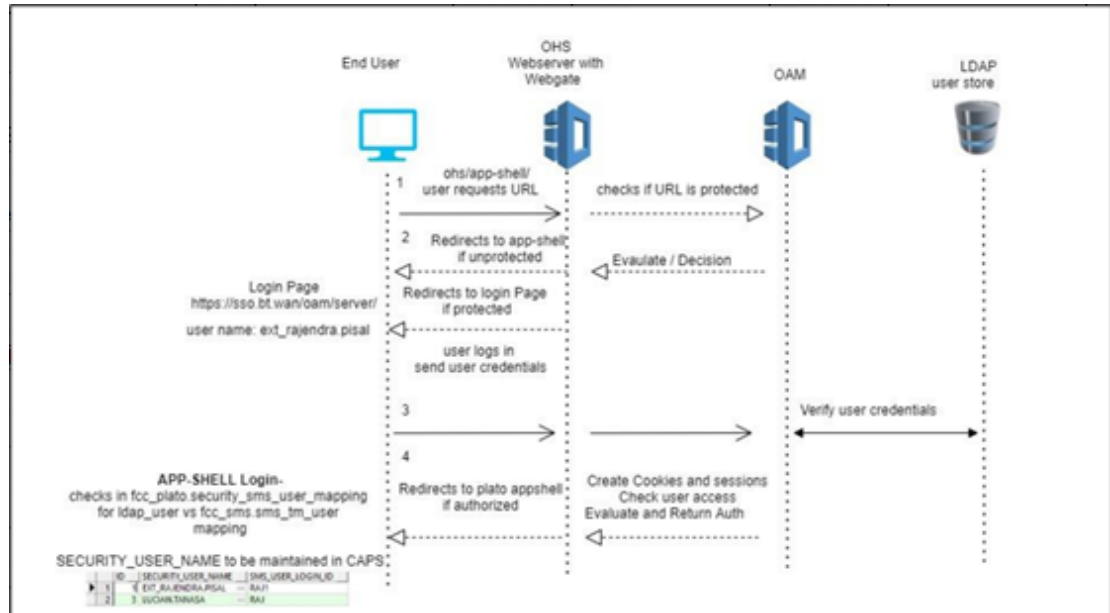 End User
OHS
Webserver with
Webgate
OAM
LDAP
user store
1
ohs/app-shell/
user requests URL
checks if URL is protected
2
Redirects to app-shell
if unprotected
Evaulate / Decision
Login Page
https://sso.bt.wan/oam/server/
user name: ext_rajendra.pisal
Redirects to login Page
if protected
user logs in
send user credentials
3
Verify user credentials
4
APP-SHELL Login-
checks in fcc_plato.security_sms_user_mapping
for ldap_user vs fcc_sms.sms_tm_user
mapping
Redirects to plato appshell
if authorized
Create Cookies and sessions
Check user access
Evaluate and Return Auth
SECURITY_USER_NAME to be maintained in CAPS
ID SECURITY_USER_NAME SMS_USER_LOGIN_ID
1 EXT_RAJENDRA.PISAL
2 3 LUCIAN.TANASA RAJ